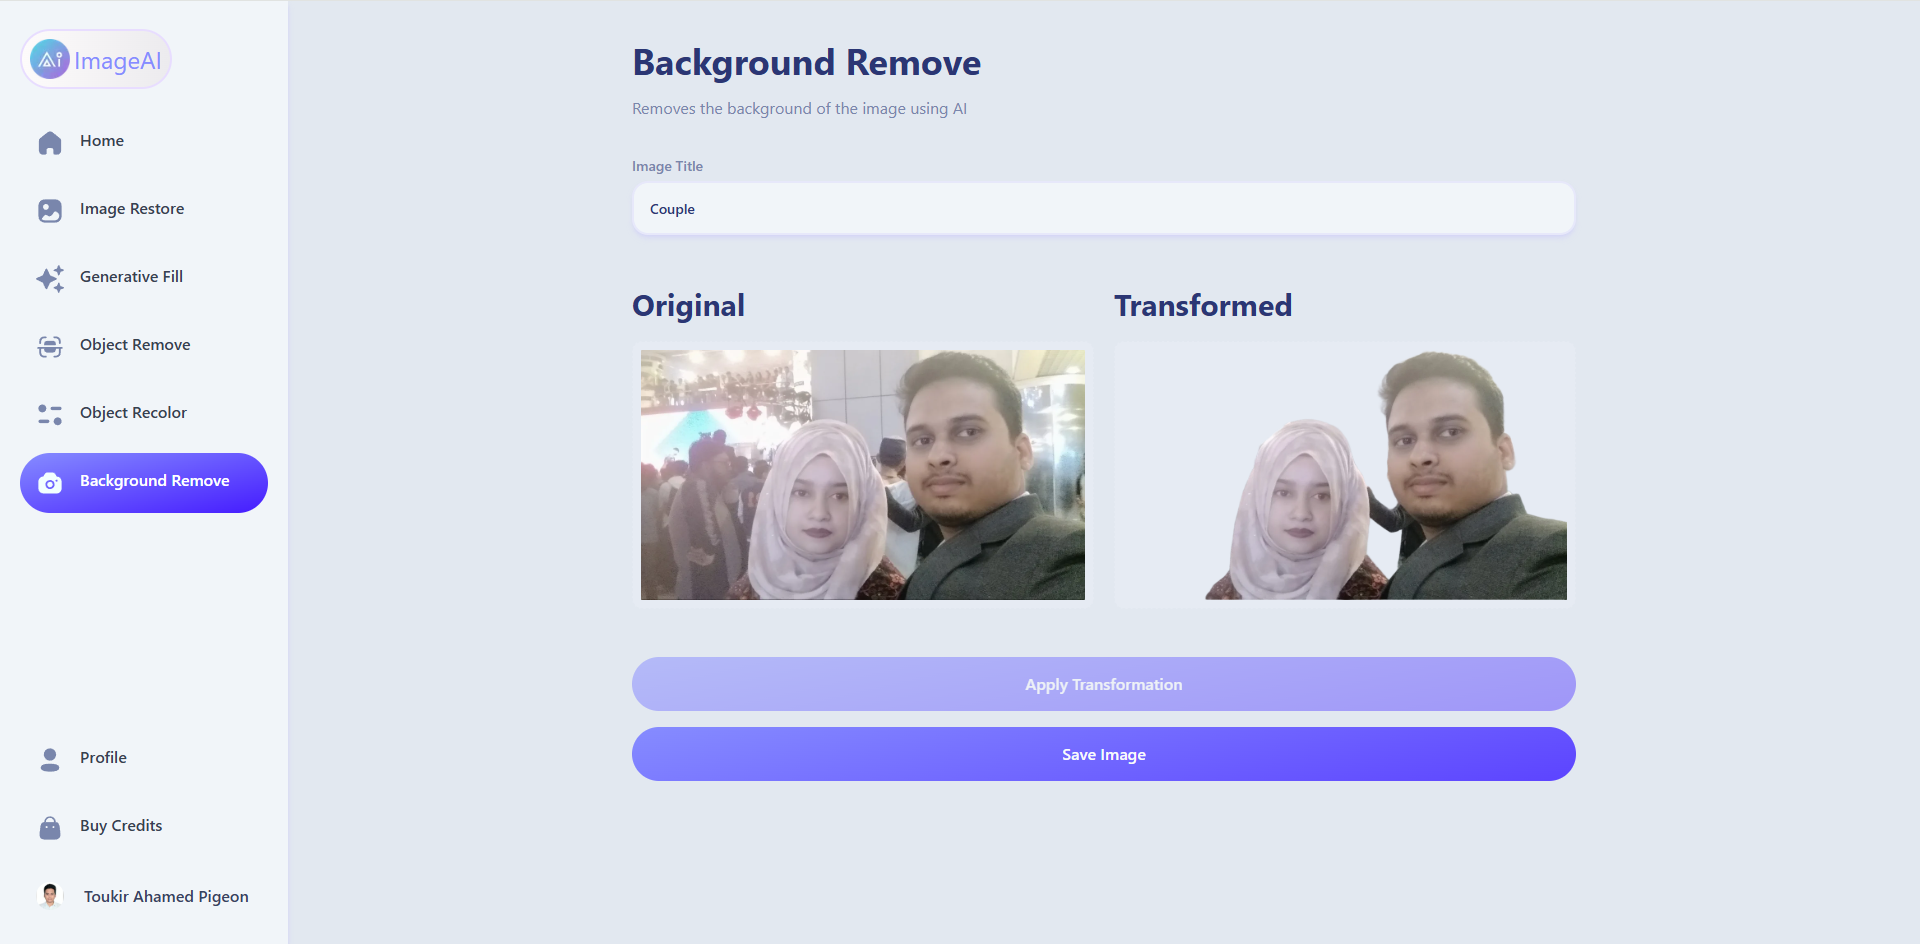 ImageAI
Home
Image Restore
Generative Fill
Object Remove
Object Recolor
Background Remove
Profile
Buy Credits
Toukir Ahamed Pigeon
Background Remove
Removes the background of the image using AI
Image Title
Couple
Original
Transformed
Apply Transformation
Save Image